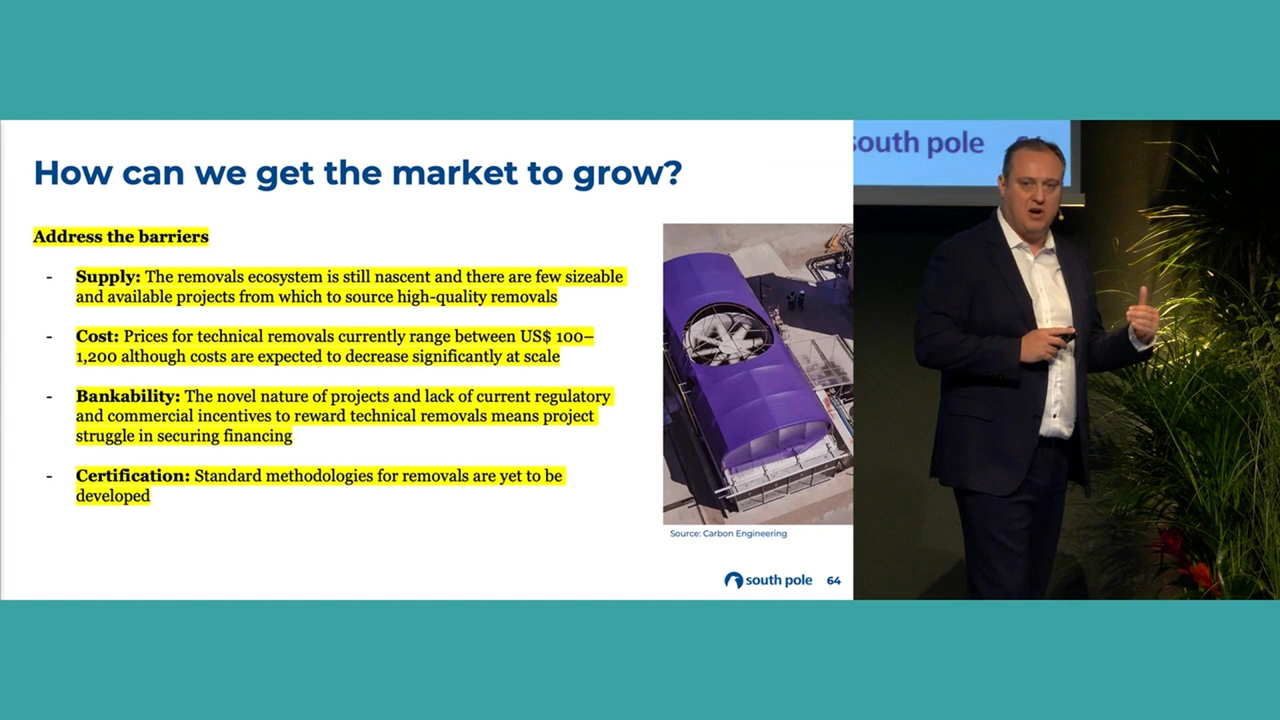 How can we get the market to grow?
Address the barriers
- Supply: The removals ecosystem is still nascent and there are few sizeable
and available projects from which to source high-quality removals
- Cost: Prices for technical removals currently range between US$ 100–
1,200 although costs are expected to decrease significantly at scale
- Bankability: The novel nature of projects and lack of current regulatory
and commercial incentives to reward technical removals means project
struggle in securing financing
- Certification: Standard methodologies for removals are yet to be
developed
Source: Carbon Engineering
south pole 64
south pole